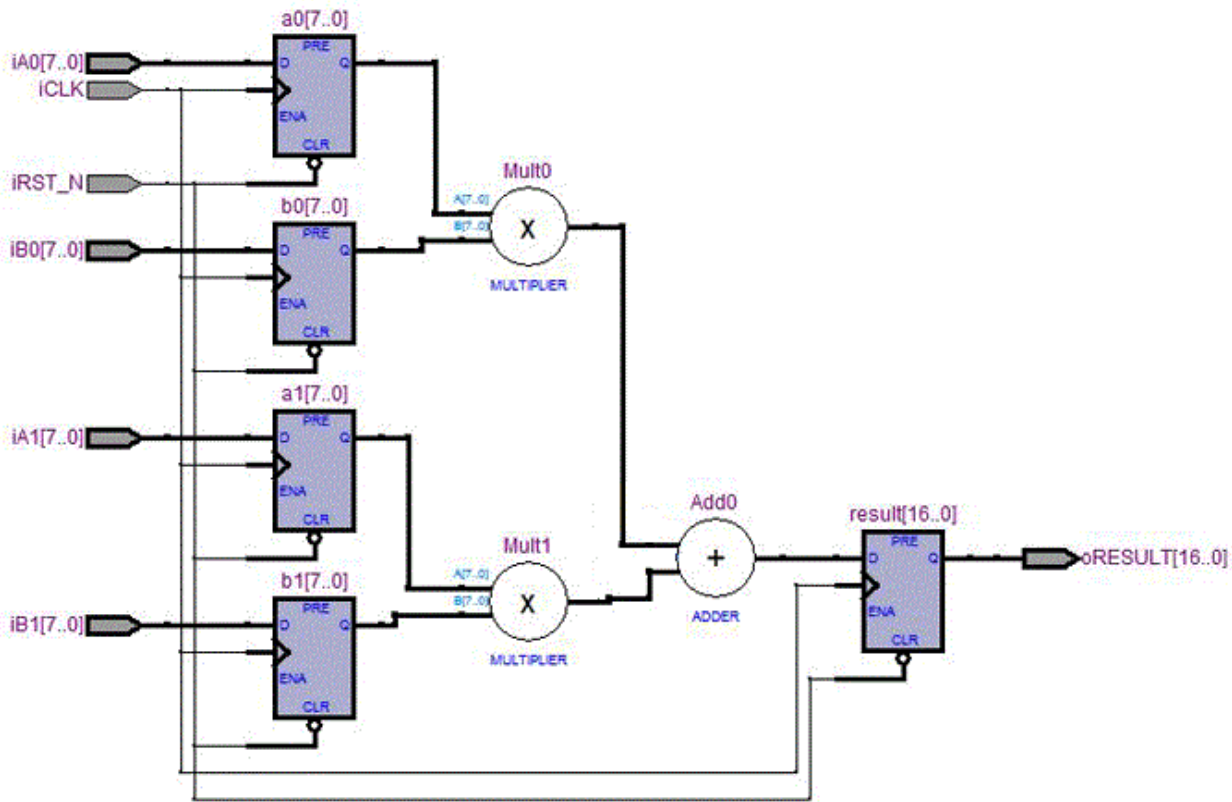 a0[7..0]
iA0[7..0]
PRE
D
Q
iCLK
ENA
CLR
iRST_N
b0[7..0]
iB0[7..0]
PRE
D
Q
ENA
CLR
Mult0
A[7..0]
B[7..0]
X
MULTIPLIER
a1[7..0]
iA1[7..0]
PRE
D
Q
ENA
CLR
b1[7..0]
iB1[7..0]
PRE
D
Q
ENA
CLR
Mult1
A[7..0]
B[7..0]
X
MULTIPLIER
Add0
+
ADDER
result[16..0]
PRE
D
Q
ENA
CLR
oRESULT[16..0]